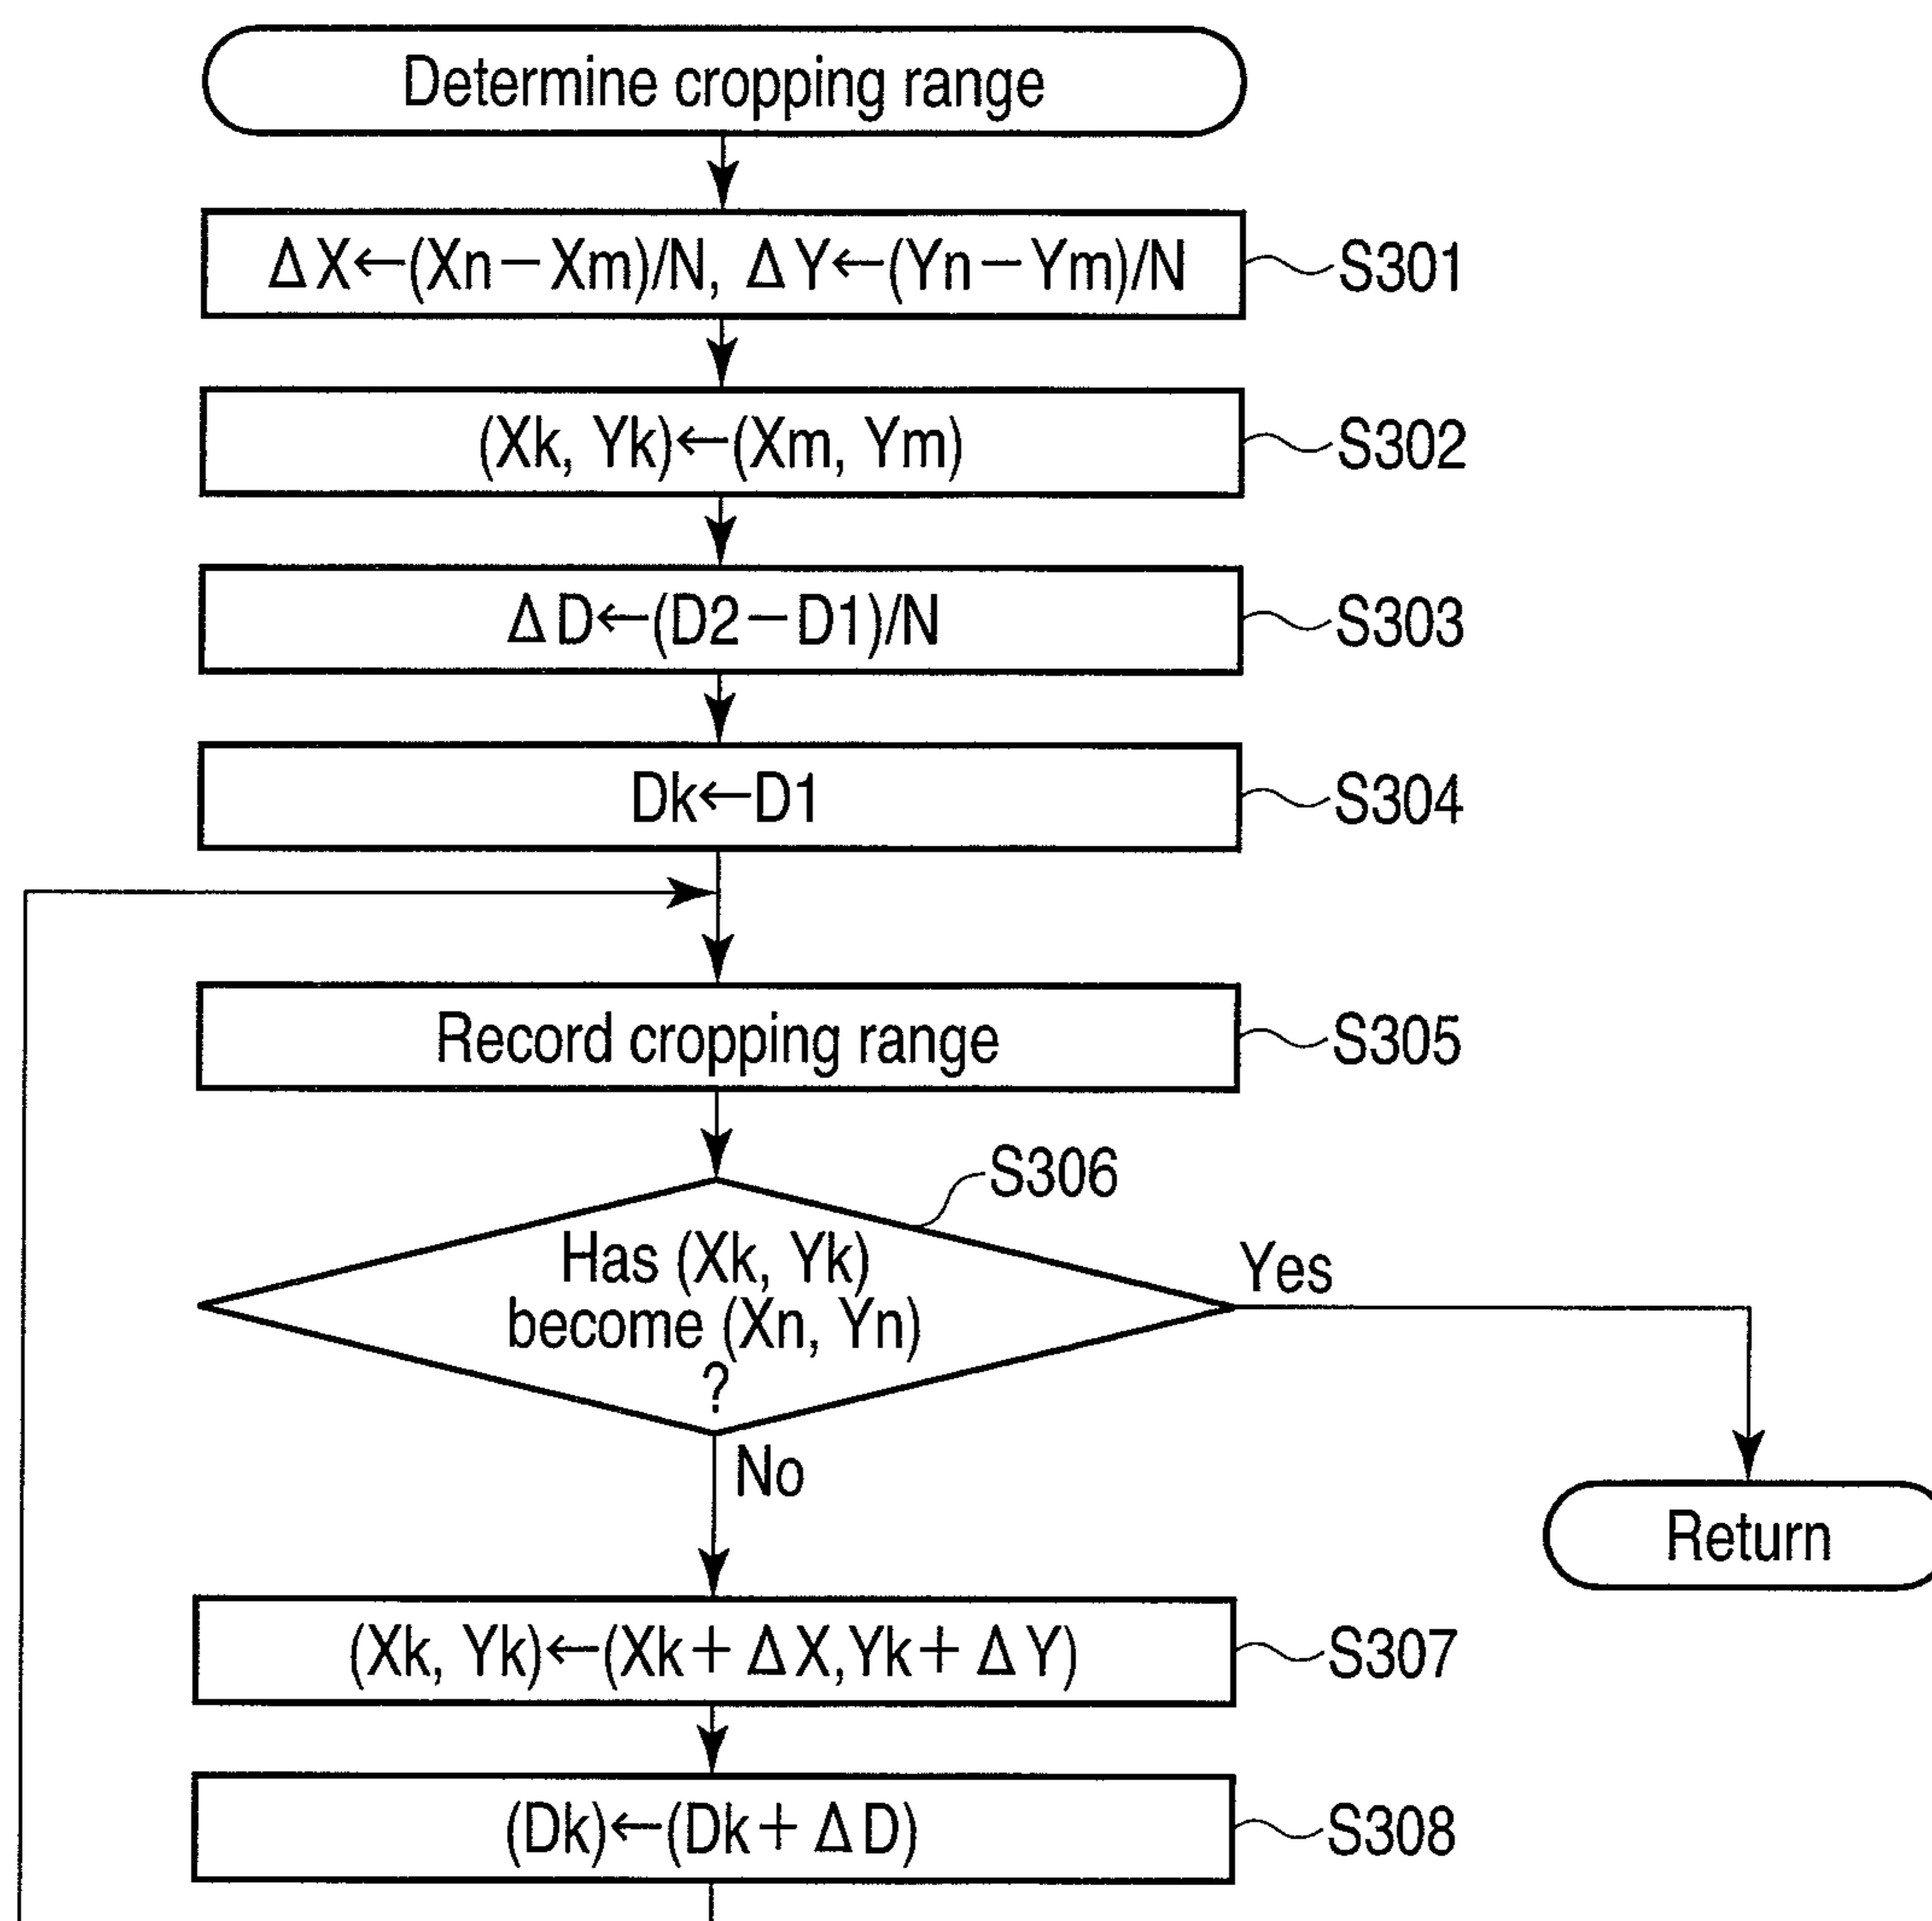 Determine cropping range
ΔX←(Xn−Xm)/N, ΔY←(Yn−Ym)/N
S301
(Xk, Yk)←(Xm, Ym)
S302
ΔD←(D2−D1)/N
S303
Dk←D1
S304
Record cropping range
S305
S306
Has (Xk, Yk)
become (Xn, Yn)
?
Yes
No
Return
(Xk, Yk)←(Xk+ΔX,Yk+ΔY)
S307
(Dk)←(Dk+ΔD)
S308